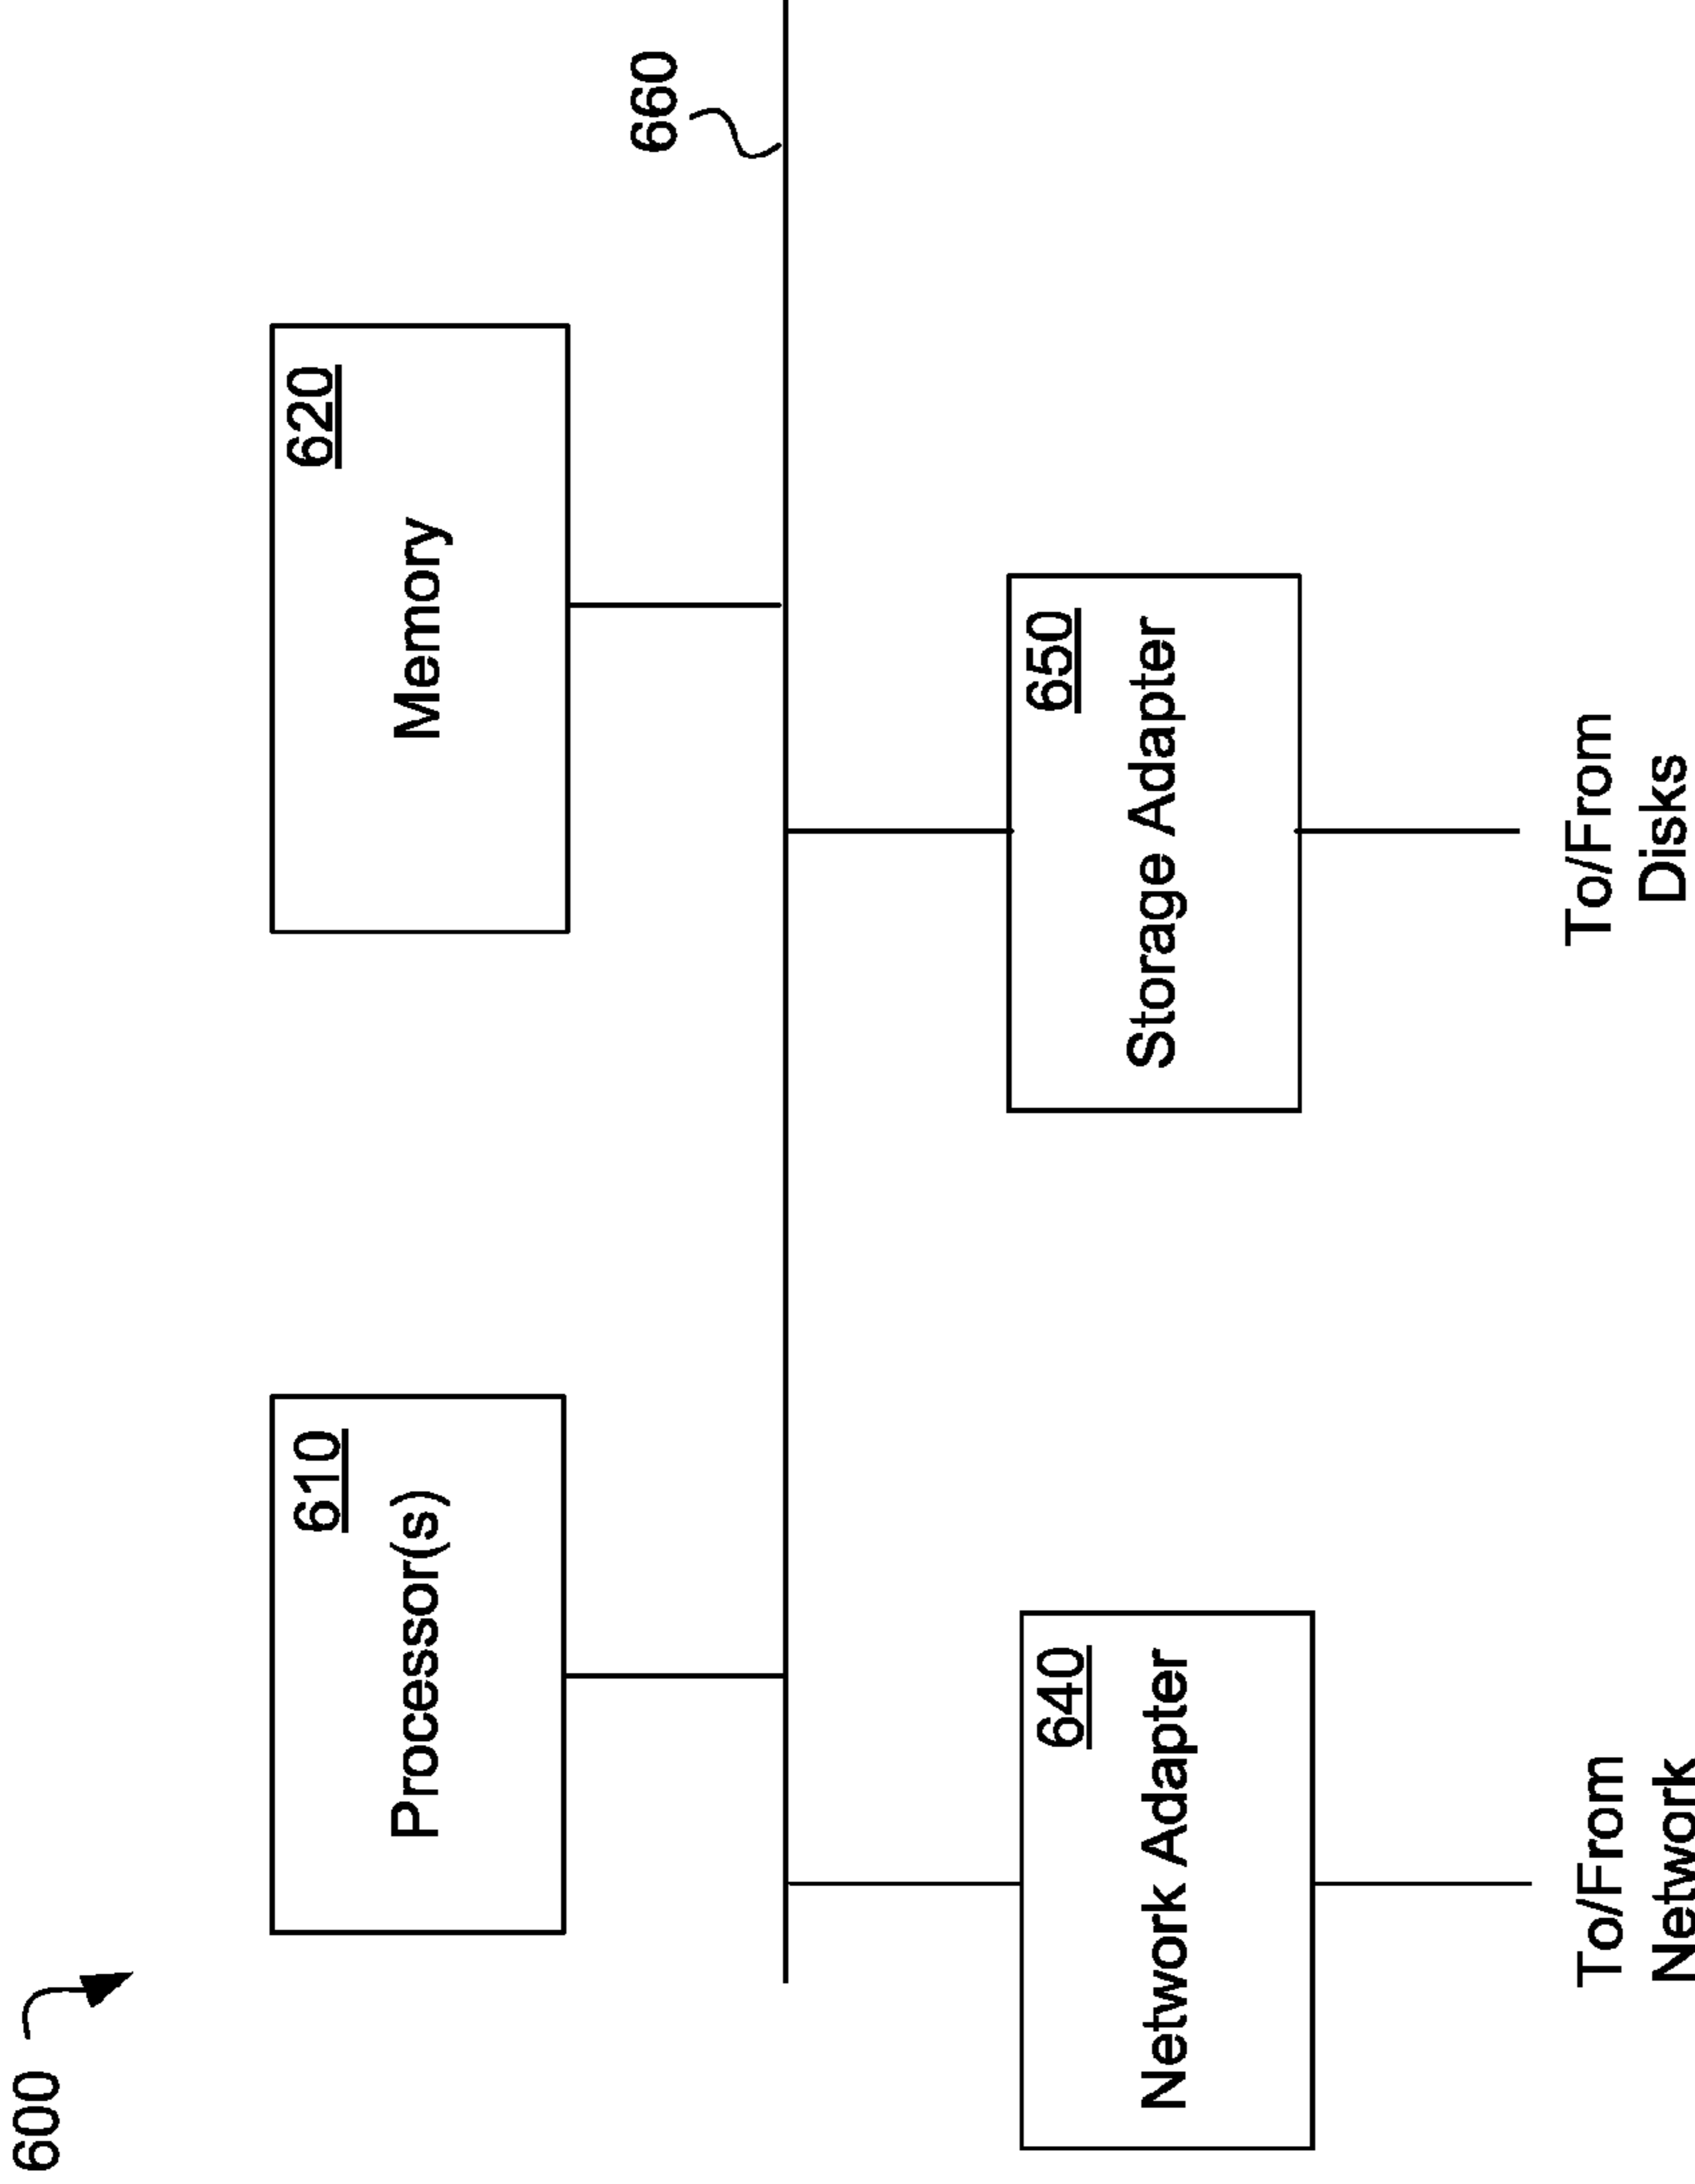 600
610
Processor(s)
620
Memory
660
640
Network Adapter
650
Storage Adapter
To/From
Network
To/From
Disks